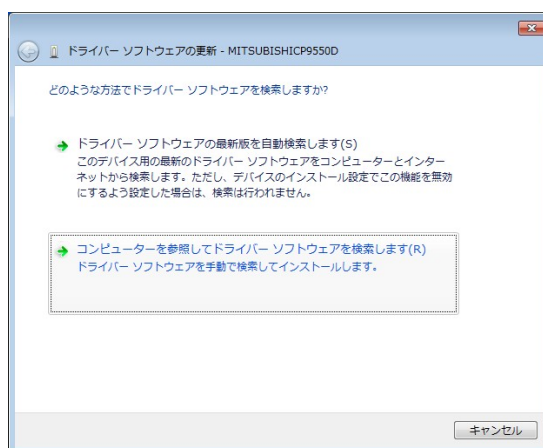 ドライバー ソフトウェアの更新 - MITSUBISHICP9550D
どのような方法でドライバー ソフトウェアを検索しますか?
ドライバー ソフトウェアの最新版を自動検索します(S)
このデバイス用の最新のドライバー ソフトウェアをコンピューターとインター
ネットから検索します。ただし、デバイスのインストール設定でこの機能を無効
にするよう設定した場合は、検索は行われません。
コンピューターを参照してドライバー ソフトウェアを検索します(R)
ドライバー ソフトウェアを手動で検索してインストールします。
キャンセル